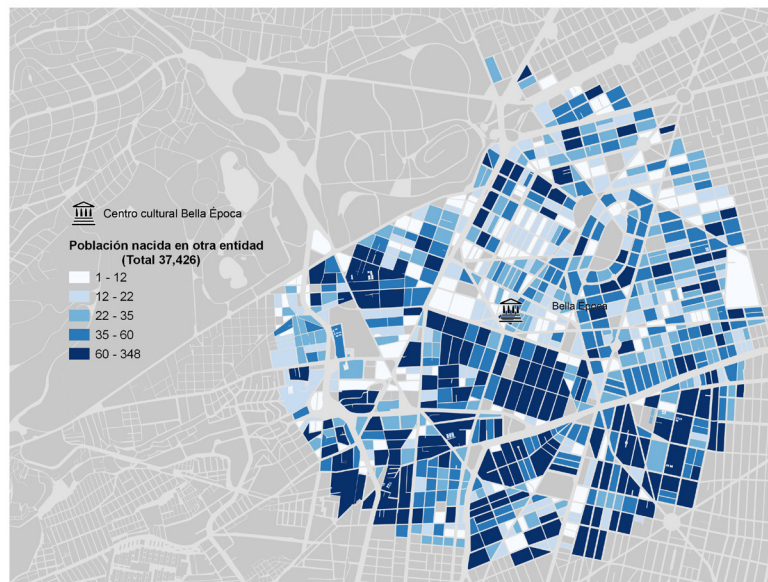 Centro cultural Bella Época
Población nacida en otra entidad
(Total 37,426)
1 - 12
12 - 22
22 - 35
35 - 60
60 - 348
Bella Época